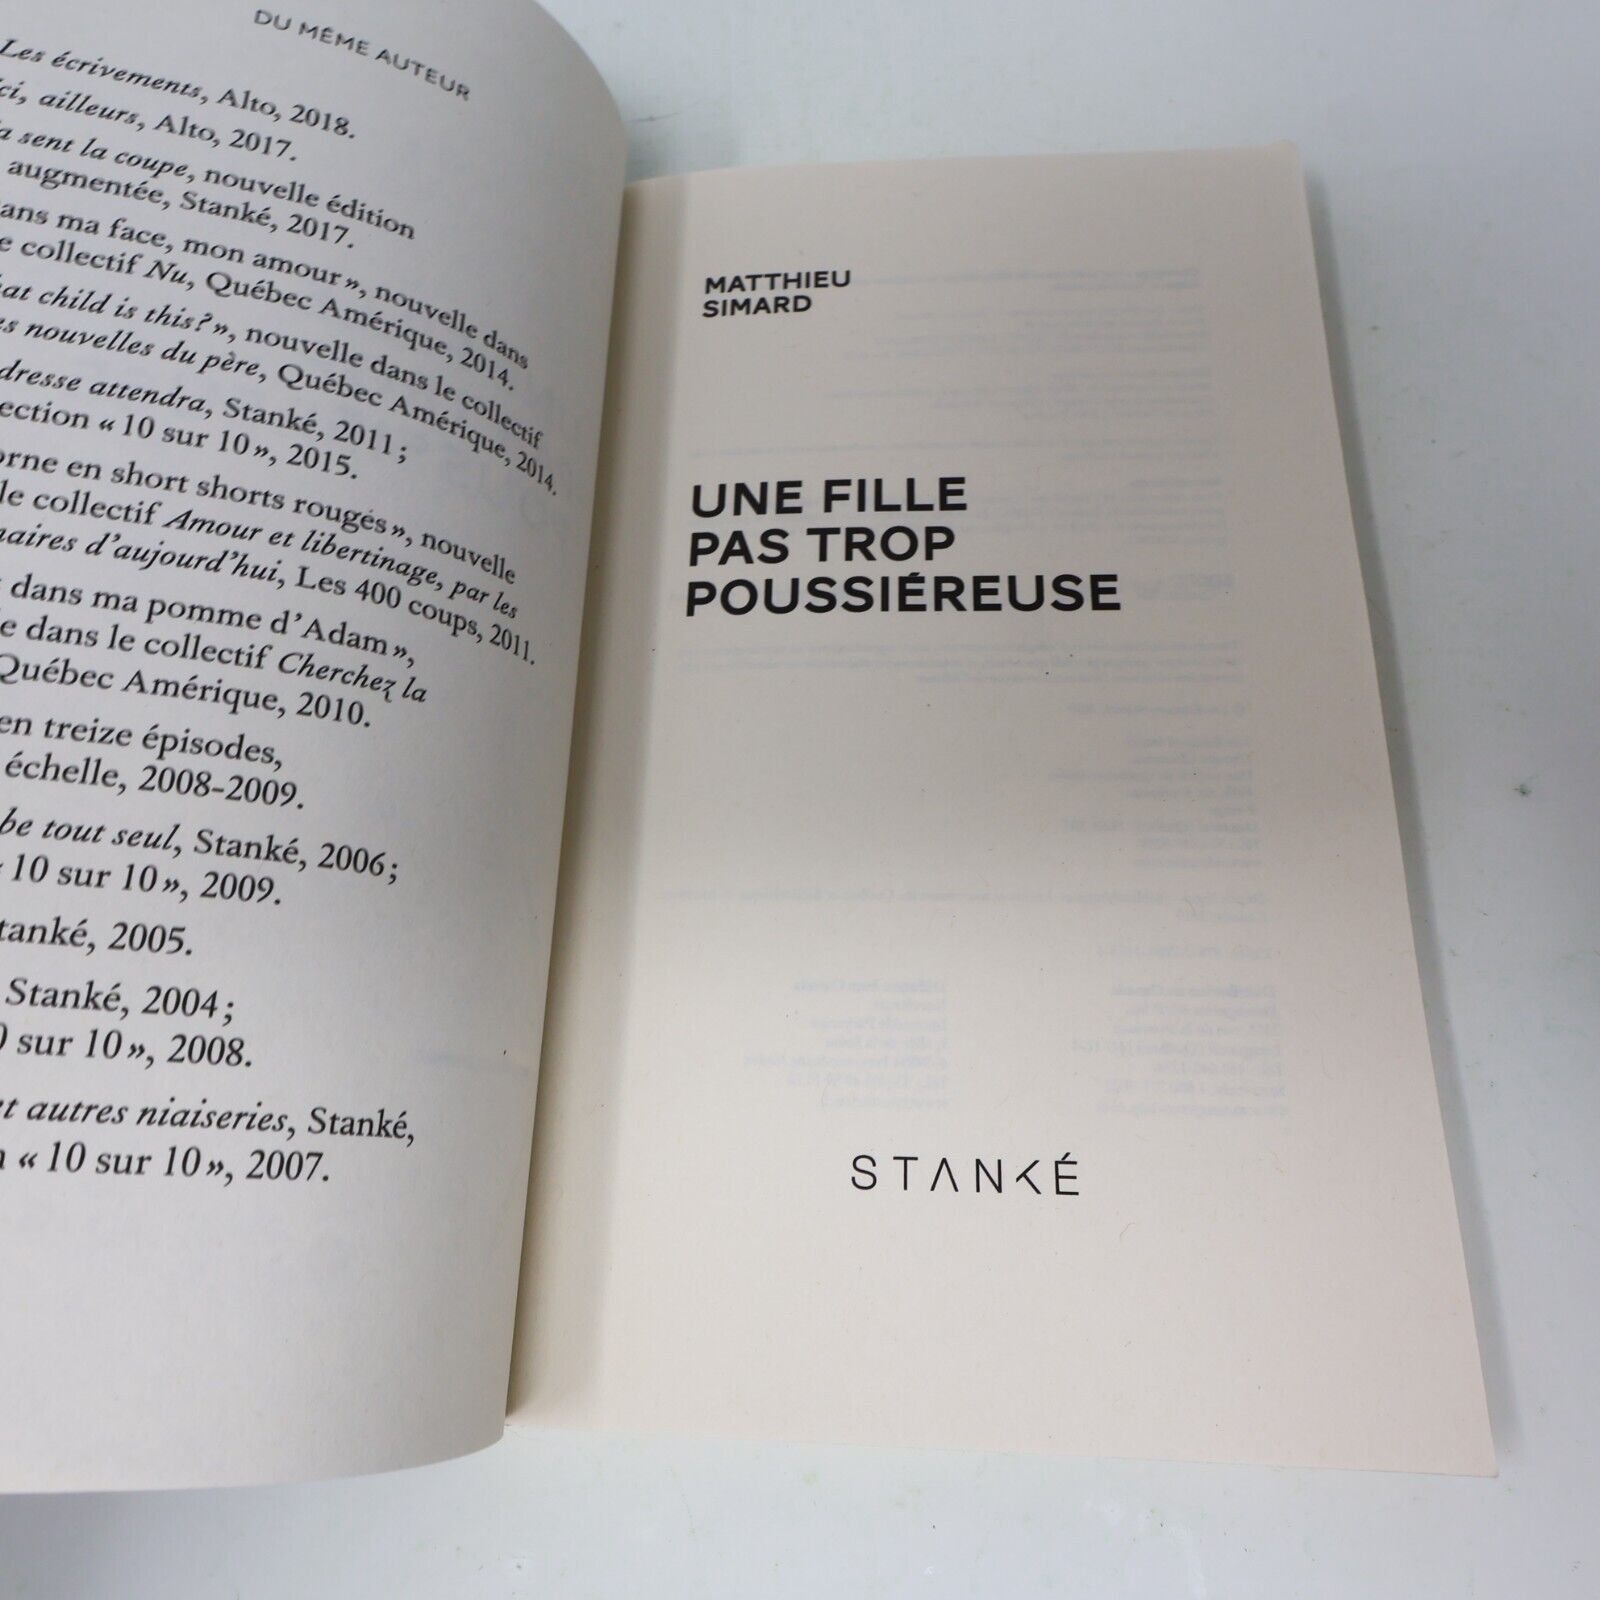 DU MÊME AUTEUR
Les écrivements, Alto, 2018.
ici, ailleurs, Alto, 2017.
sent la coupe, nouvelle édition
augmentée, Stanké, 2017.
ans ma face, mon amour », nouvelle dans
e collectif Nu, Québec Amérique, 2014.
at child is this? », nouvelle dans le collectif
es nouvelles du père, Québec Amérique, 2014.
dresse attendra, Stanké, 2011 ;
ection « 10 sur 10 », 2015.
orne en short shorts rouges », nouvelle
le collectif Amour et libertinage, par les
naires d'aujourd'hui, Les 400 coups, 2011.
dans ma pomme d'Adam »,
e dans le collectif Cherchez la
Québec Amérique, 2010.
en treize épisodes,
échelle, 2008-2009.
be tout seul, Stanké, 2006 ;
« 10 sur 10 », 2009.
tanké, 2005.
Stanké, 2004 ;
0 sur 10 », 2008.
et autres niaiseries, Stanké,
n « 10 sur 10 », 2007.
MATTHIEU
SIMARD
UNE FILLE
PAS TROP
POUSSIÉREUSE
STANKÉ